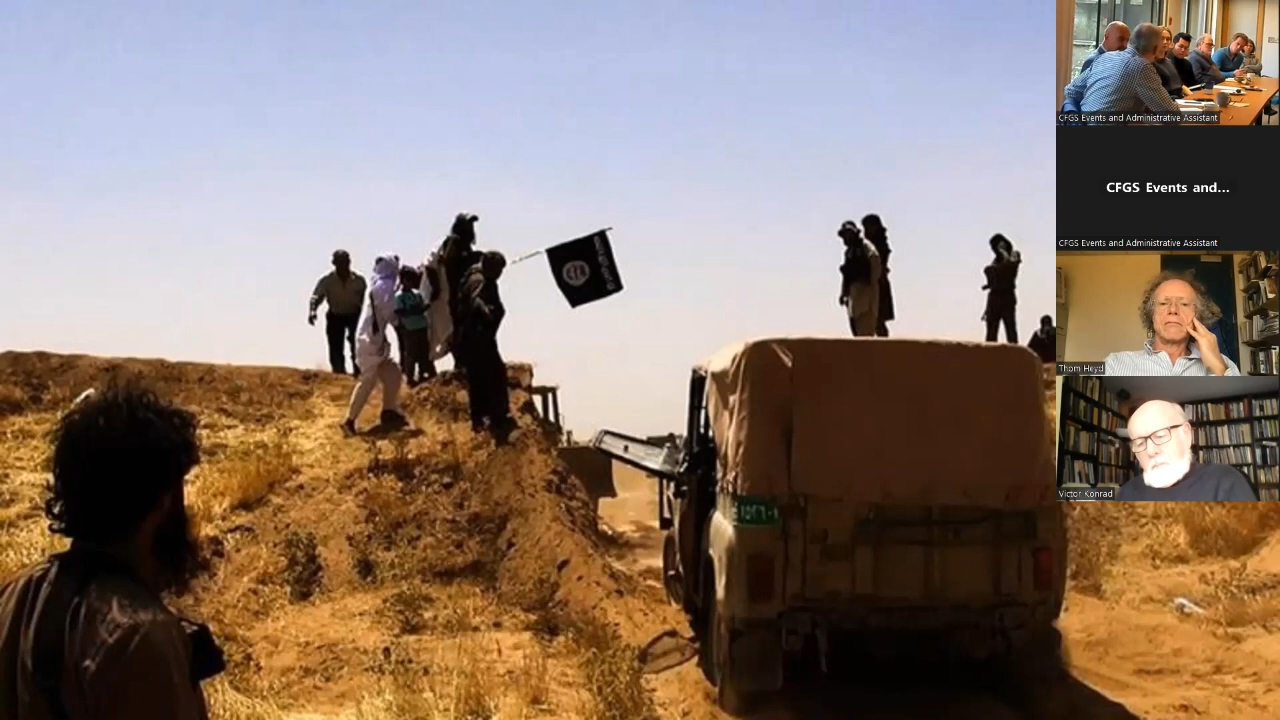 CFGS Events and Administrative Assistant
CFGS Events and...
CFGS Events and Administrative Assistant
Thom Heyd
Victor Konrad